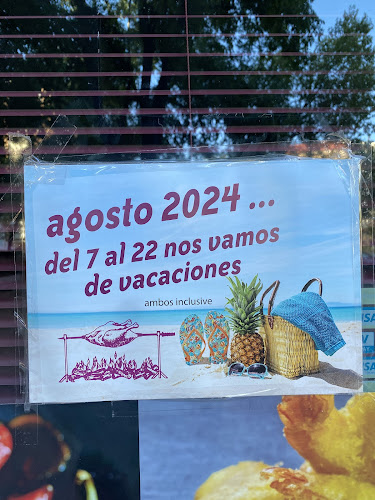 agosto 2024 ...
del 7 al 22 nos vamos
de vacaciones
ambos inclusive